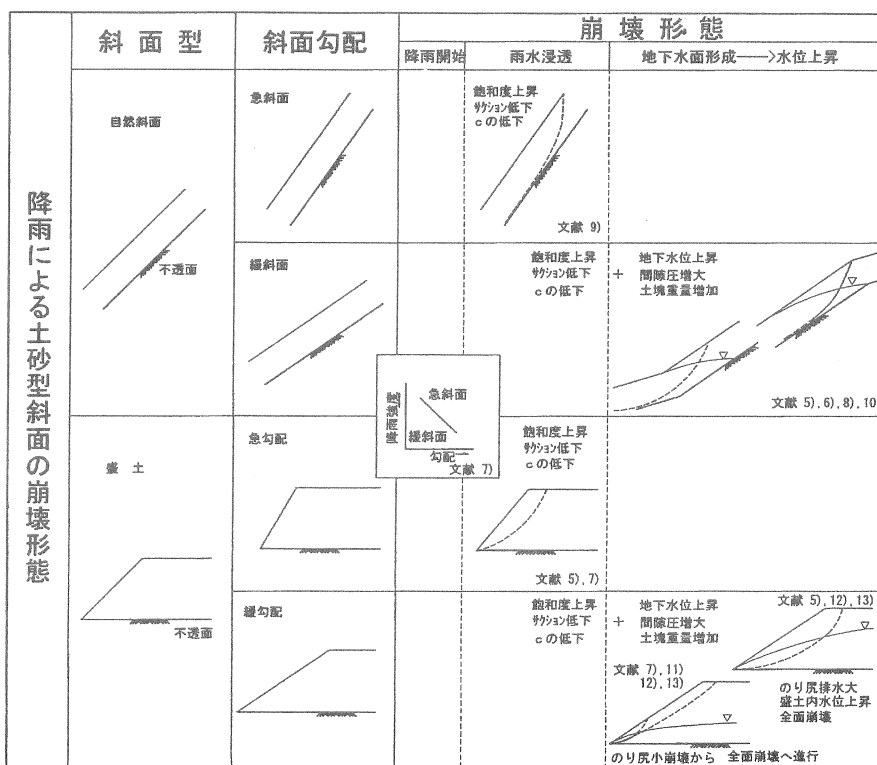 降雨による土砂型斜面の崩壊形態
斜面型
斜面勾配
崩壊形態
降雨開始
雨水浸透
地下水面形成──>水位上昇
自然斜面
不透面
急斜面
飽和度上昇
サクション低下
cの低下
文献 9)
緩斜面
飽和度上昇
サクション低下
cの低下
+
地下水位上昇
間隙圧増大
土塊重量増加
文献 5),6),8),10
降雨強度
急斜面
緩斜面
勾配
文献 7)
盛 土
不透面
急勾配
飽和度上昇
サクション低下
cの低下
文献 5),7)
緩勾配
飽和度上昇
サクション低下
cの低下
+
地下水位上昇
間隙圧増大
土塊重量増加
文献 5),12),13)
文献 7),11)
12),13)
のり尻排水大
盛土内水位上昇
全面崩壊
のり尻小崩壊から 全面崩壊へ進行